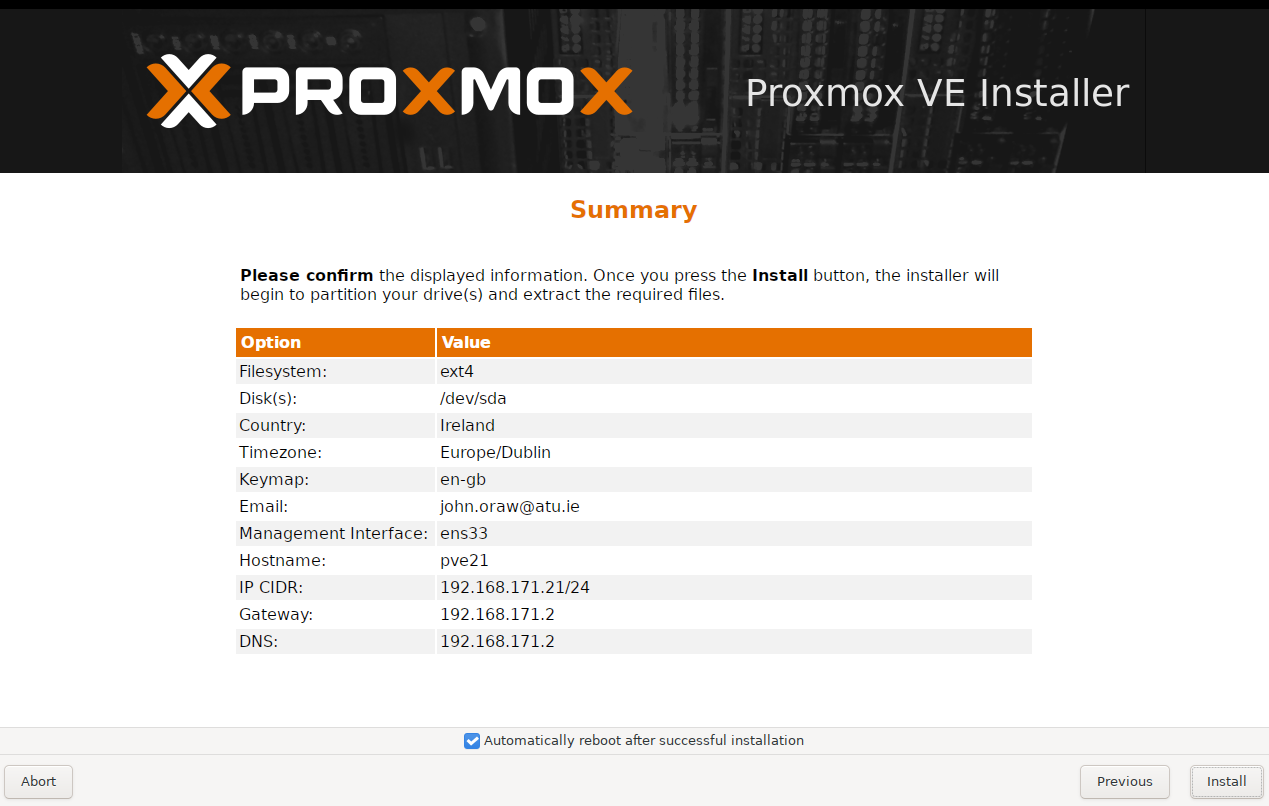 PROXMOX
Proxmox VE Installer
Summary
Please confirm the displayed information. Once you press the Install button, the installer will
begin to partition your drive(s) and extract the required files.
Option Value
Filesystem: ext4
Disk(s): /dev/sda
Country: Ireland
Timezone: Europe/Dublin
Keymap: en-gb
Email: john.oraw@atu.ie
Management Interface: ens33
Hostname: pve21
IP CIDR: 192.168.171.21/24
Gateway: 192.168.171.2
DNS: 192.168.171.2
Automatically reboot after successful installation
Abort Previous Install